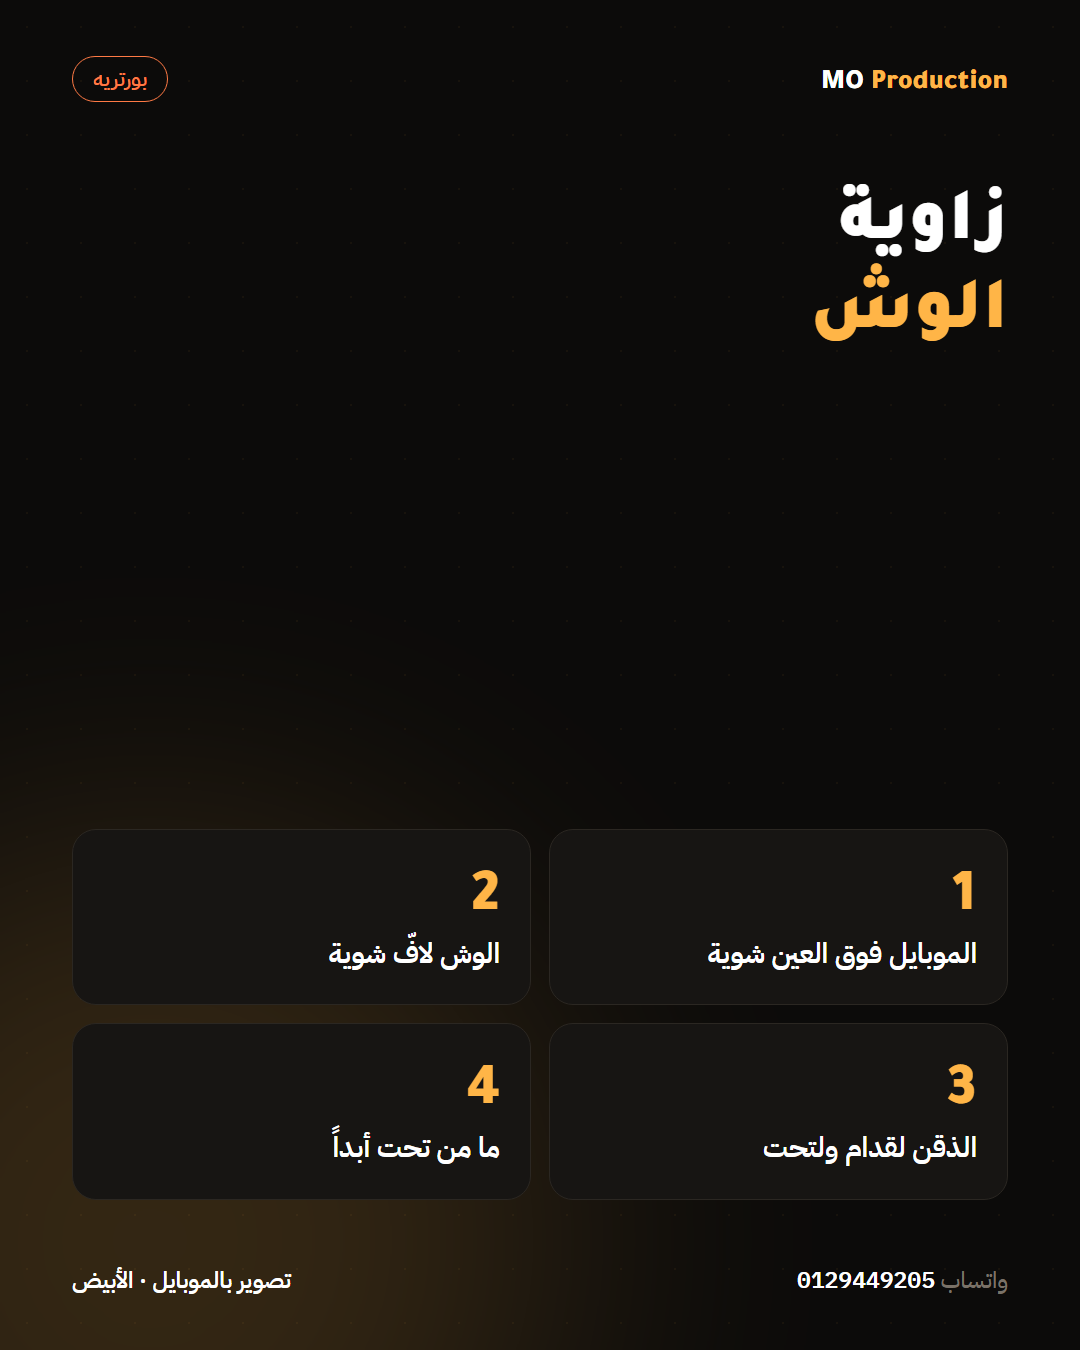 MO Production
بورتريه
زاوية
الوش
1
الموبايل فوق العين شوية
2
الوش لافّ شوية
3
الذقن لقدام ولتحت
4
ما من تحت أبداً
واتساب 0129449205
تصوير بالموبايل · الأبيض